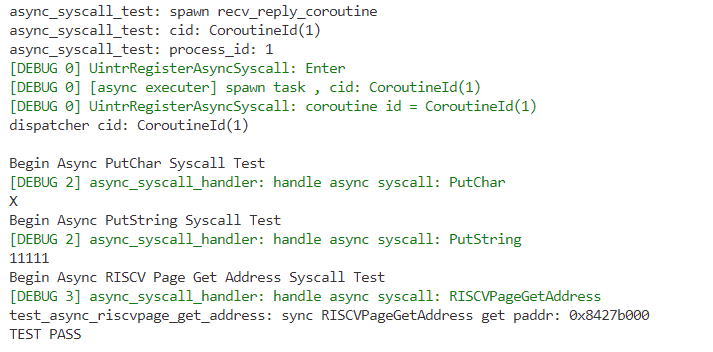 async_syscall_test: spawn recv_reply_coroutine
async_syscall_test: cid: CoroutineId(1)
async_syscall_test: process_id: 1
[DEBUG 0] UintrRegisterAsyncSyscall: Enter
[DEBUG 0] [async executer] spawn task , cid: CoroutineId(1)
[DEBUG 0] UintrRegisterAsyncSyscall: coroutine id = CoroutineId(1)
dispatcher cid: CoroutineId(1)
Begin Async PutChar Syscall Test
[DEBUG 2] async_syscall_handler: handle async syscall: PutChar
X
Begin Async PutString Syscall Test
[DEBUG 2] async_syscall_handler: handle async syscall: PutString
11111
Begin Async RISCV Page Get Address Syscall Test
[DEBUG 3] async_syscall_handler: handle async syscall: RISCVPageGetAddress
test_async_riscvpage_get_address: sync RISCVPageGetAddress get paddr: 0x8427b000
TEST PASS